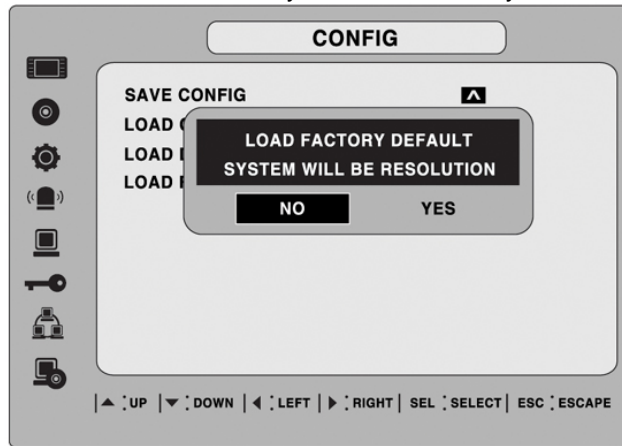 CONFIG
SAVE CONFIG
LOAD
LOAD
LOAD
LOAD FACTORY DEFAULT
SYSTEM WILL BE RESOLUTION
NO YES
▲ : UP | ▼ : DOWN | ◀ : LEFT | ▶ : RIGHT | SEL : SELECT | ESC : ESCAPE